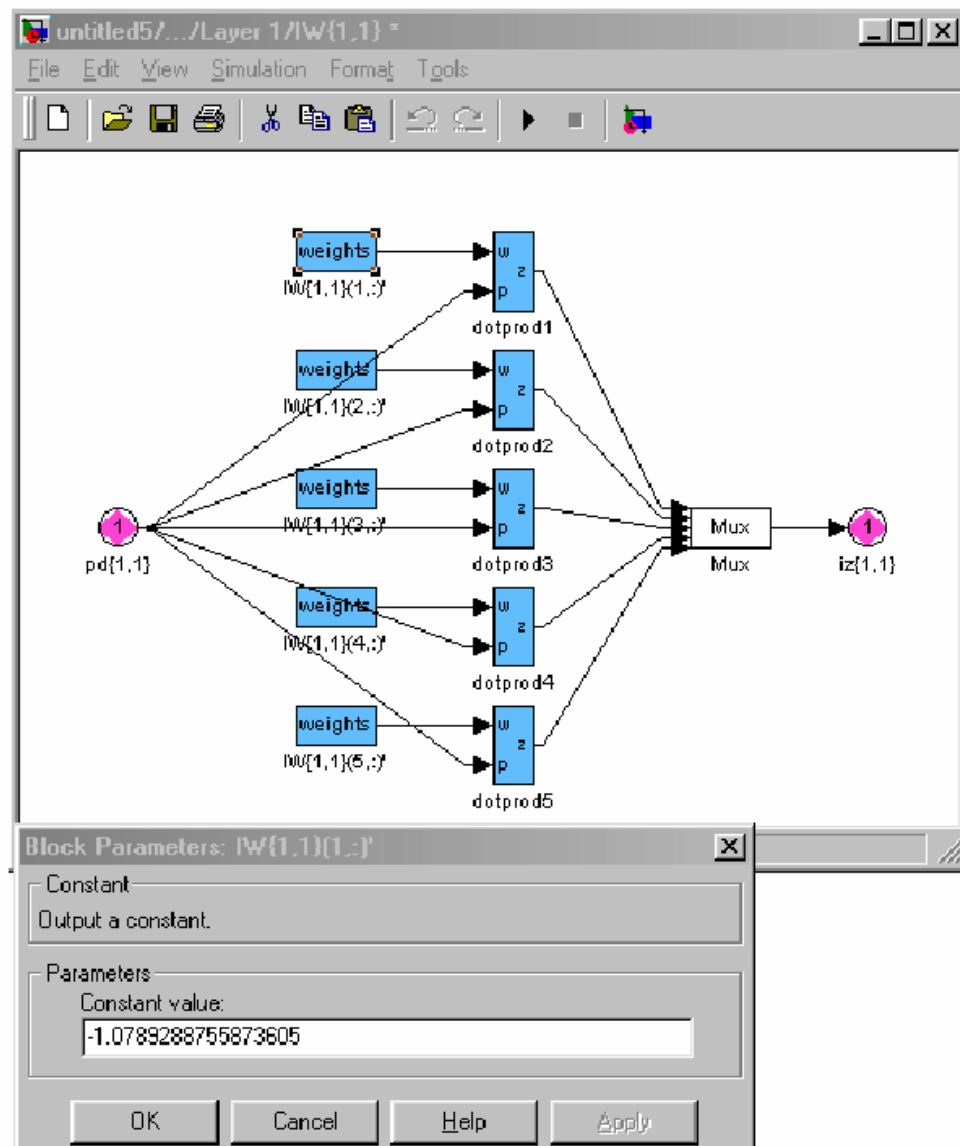 untitled5/.../Layer 1/IW{1,1} *
File Edit View Simulation Format Tools
weights
w
z
p
IW{1,1}(1,:)'
dotprod1
weights
w
z
p
IW{1,1}(2,:)'
dotprod2
weights
w
z
p
IW{1,1}(3,:)'
dotprod3
1
pd{1,1}
Mux
Mux
1
iz{1,1}
weights
w
z
p
IW{1,1}(4,:)'
dotprod4
weights
w
z
p
IW{1,1}(5,:)'
dotprod5
Block Parameters: IW{1,1}(1,:)'
Constant
Output a constant.
Parameters
Constant value:
-1.0789288755873605
OK Cancel Help Apply